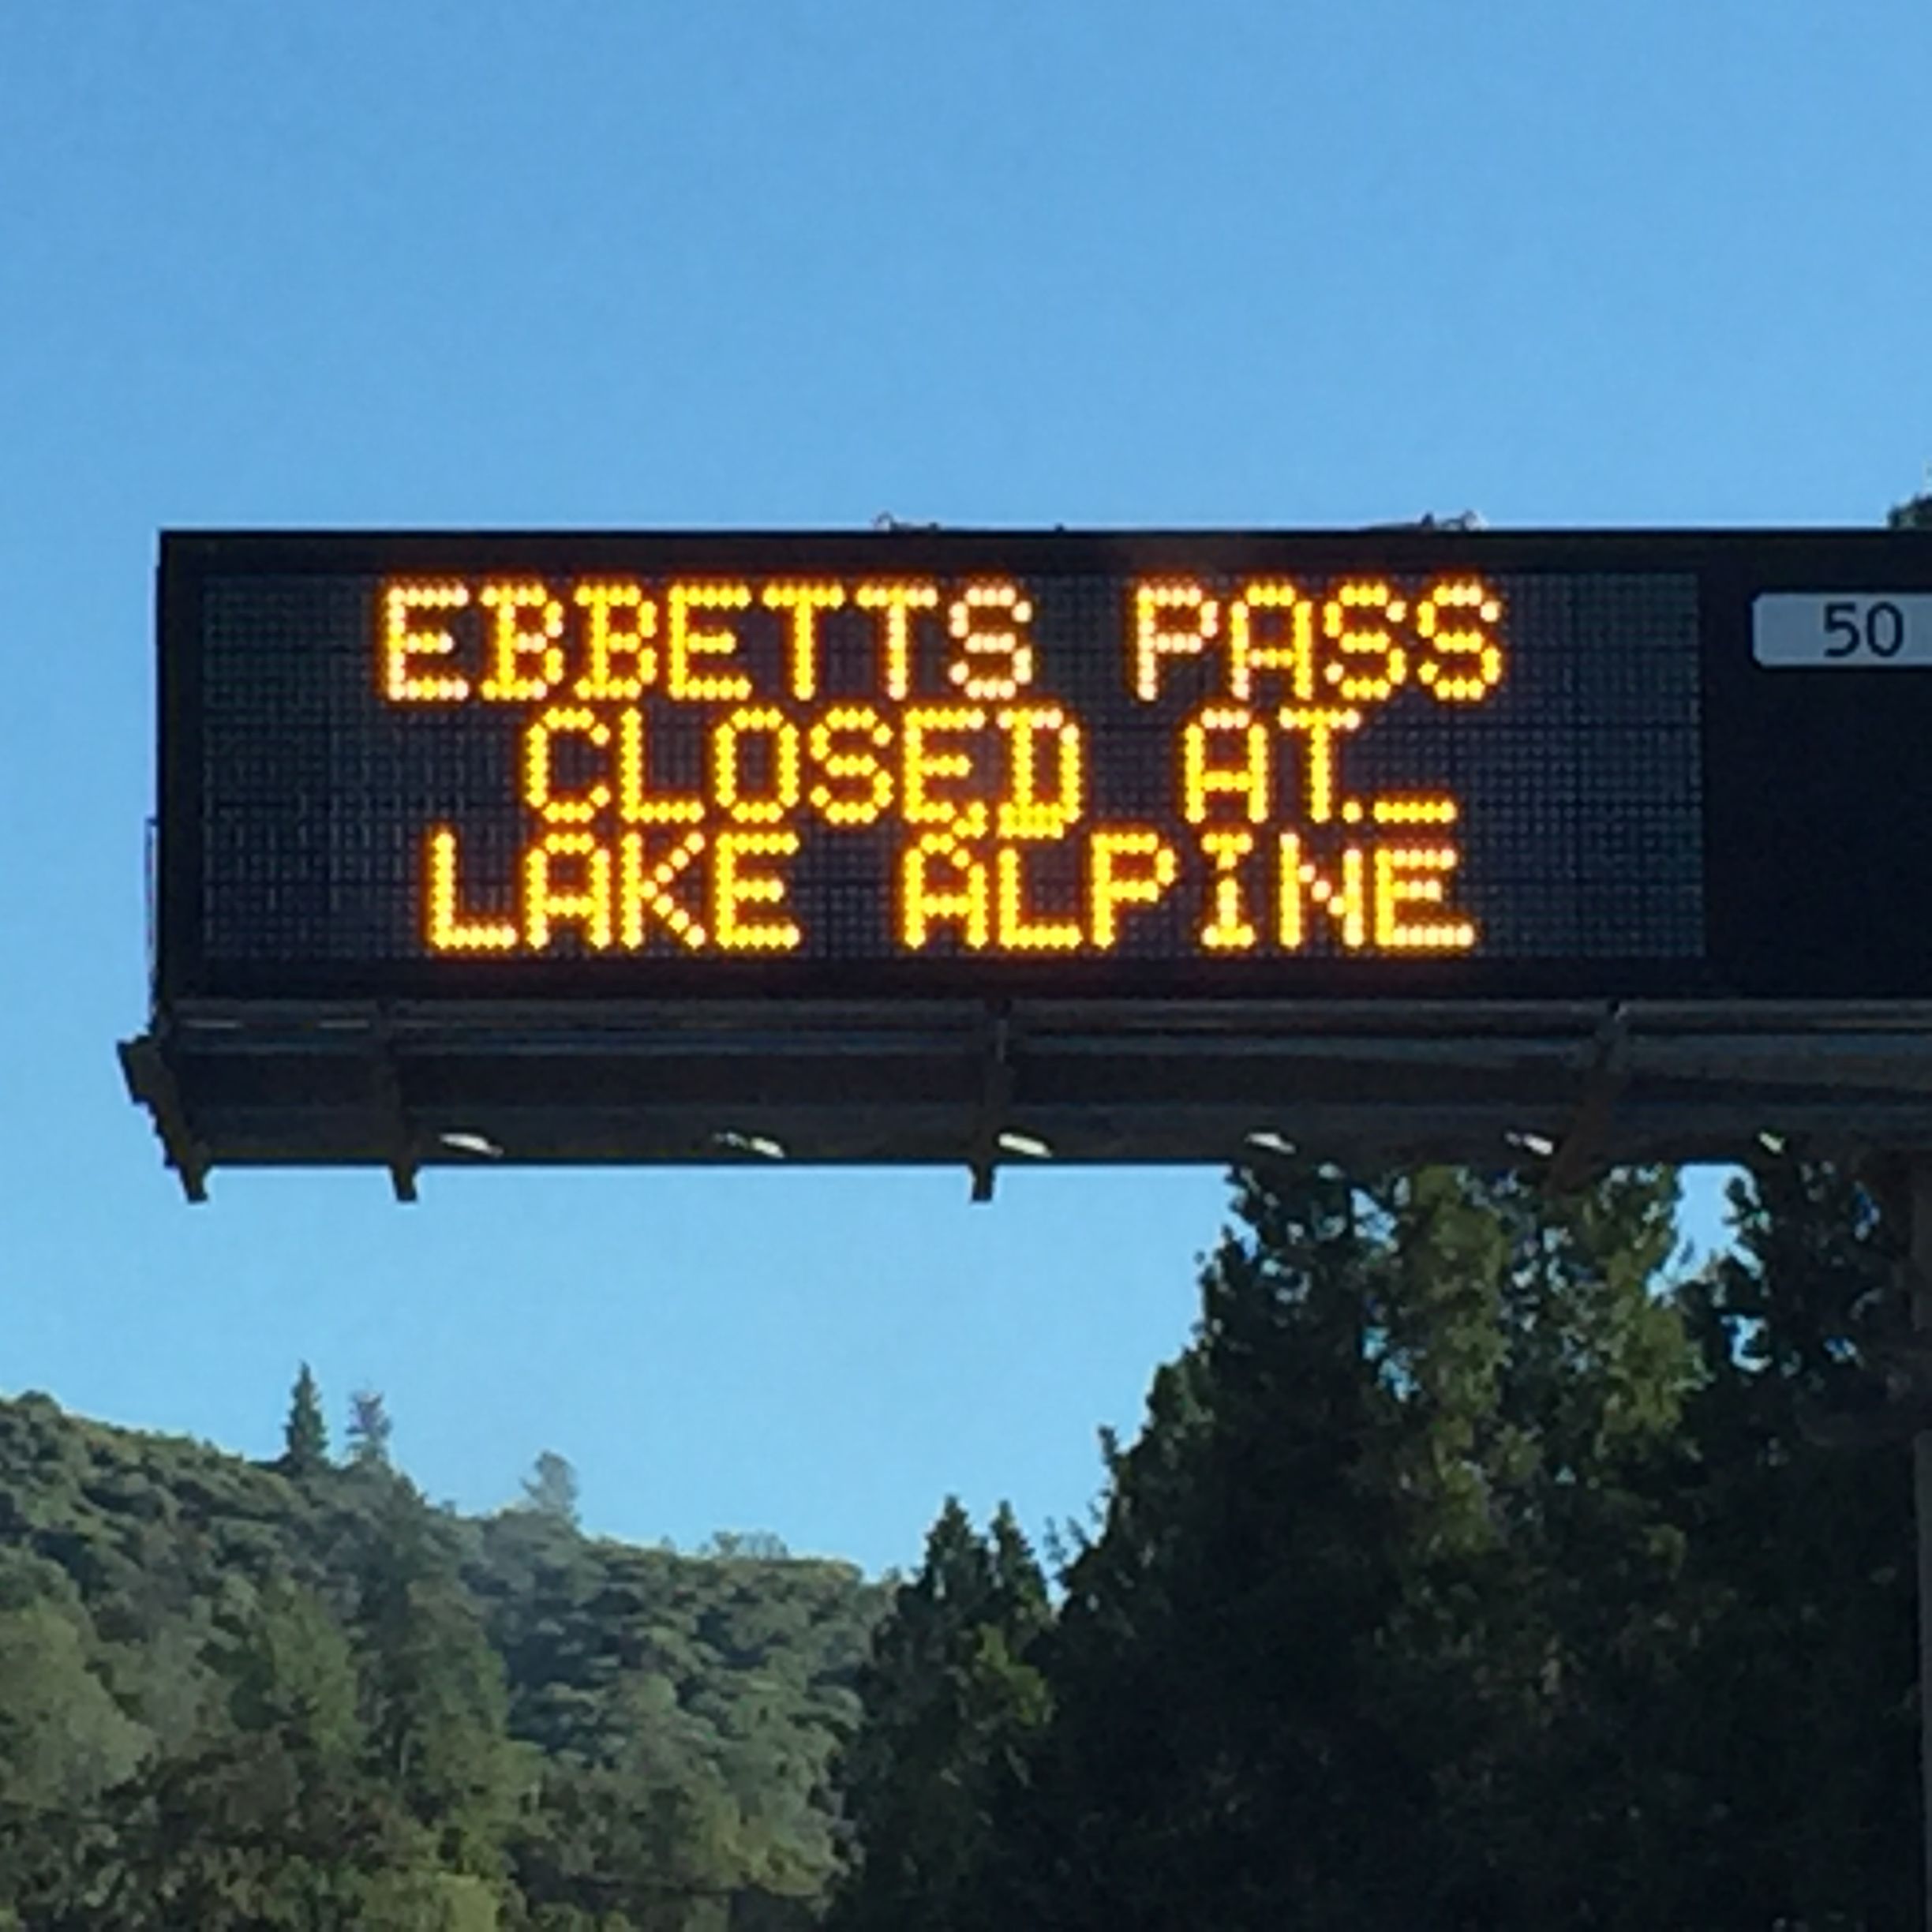 EBBETTS PASS
CLOSED AT._
LAKE ALPINE
50